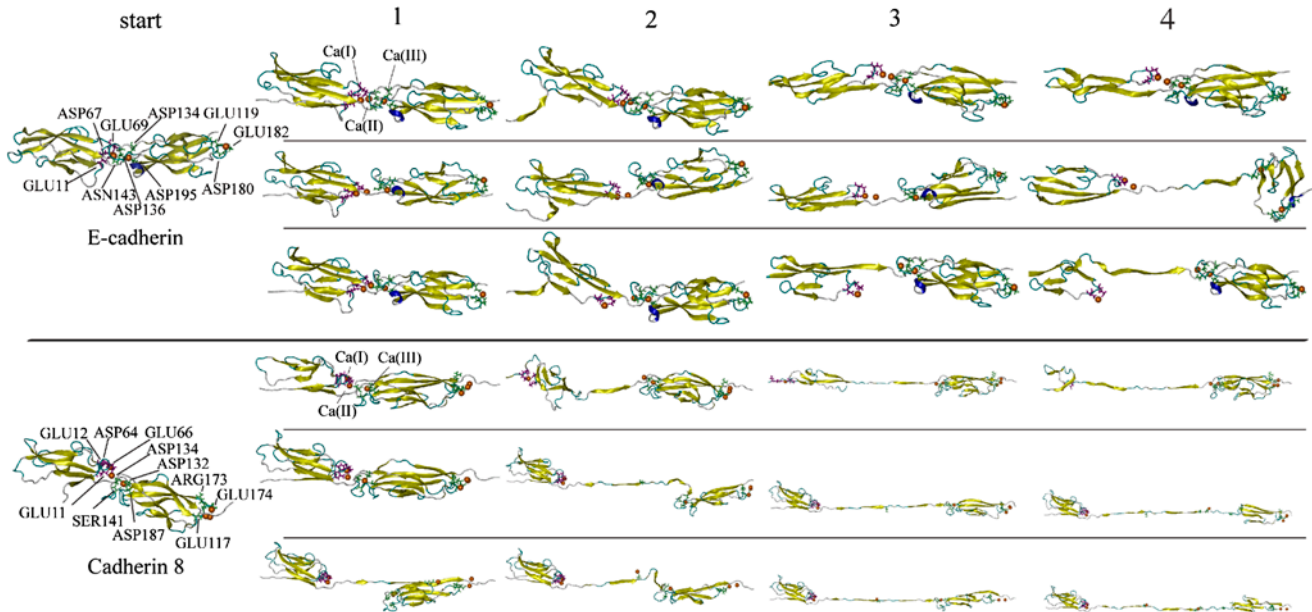 start 1 2 3 4
Ca(I) Ca(III)
Ca(II)
ASP67 ASP134 GLU119
GLU69 GLU182
GLU11 ASP180
ASN143 ASP195
ASP136
E-cadherin
Ca(I) Ca(III)
Ca(II)
GLU12 ASP64 GLU66
ASP134
ASP132
ARG173
GLU174
GLU11
SER141
ASP187
GLU117
Cadherin 8